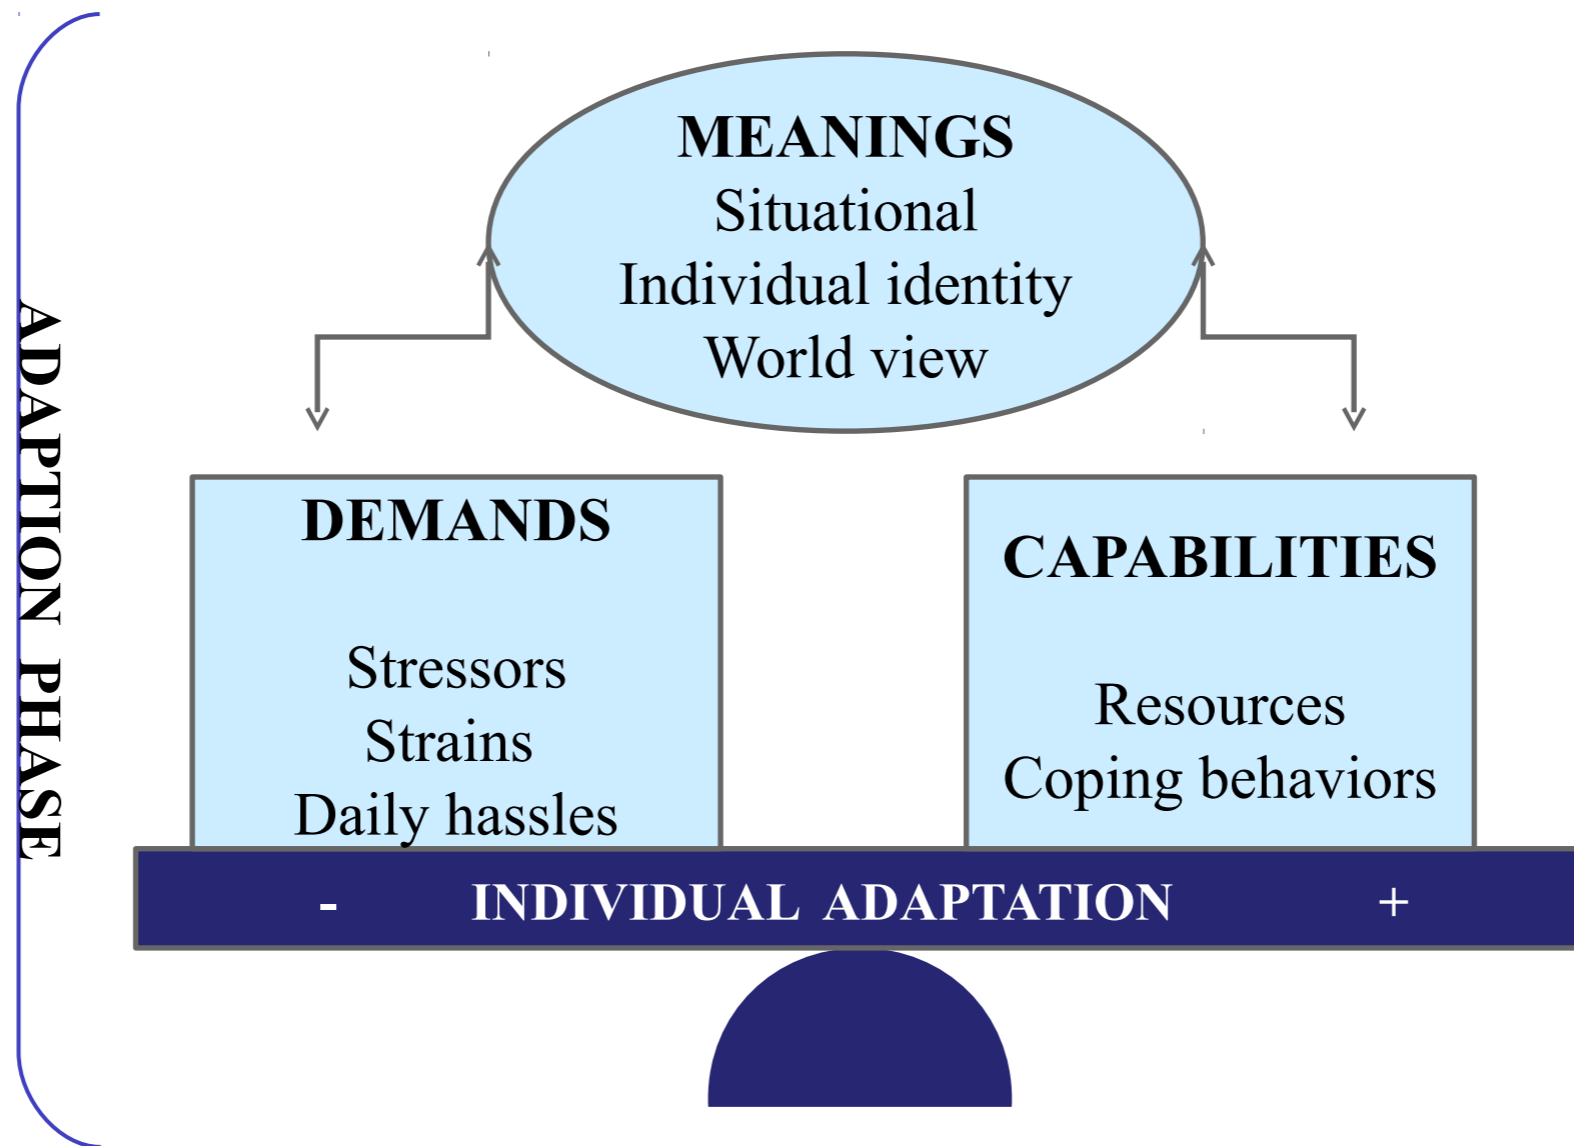 ADAPTION PHASE
MEANINGS
Situational
Individual identity
World view
DEMANDS
Stressors
Strains
Daily hassles
CAPABILITIES
Resources
Coping behaviors
- INDIVIDUAL ADAPTATION +